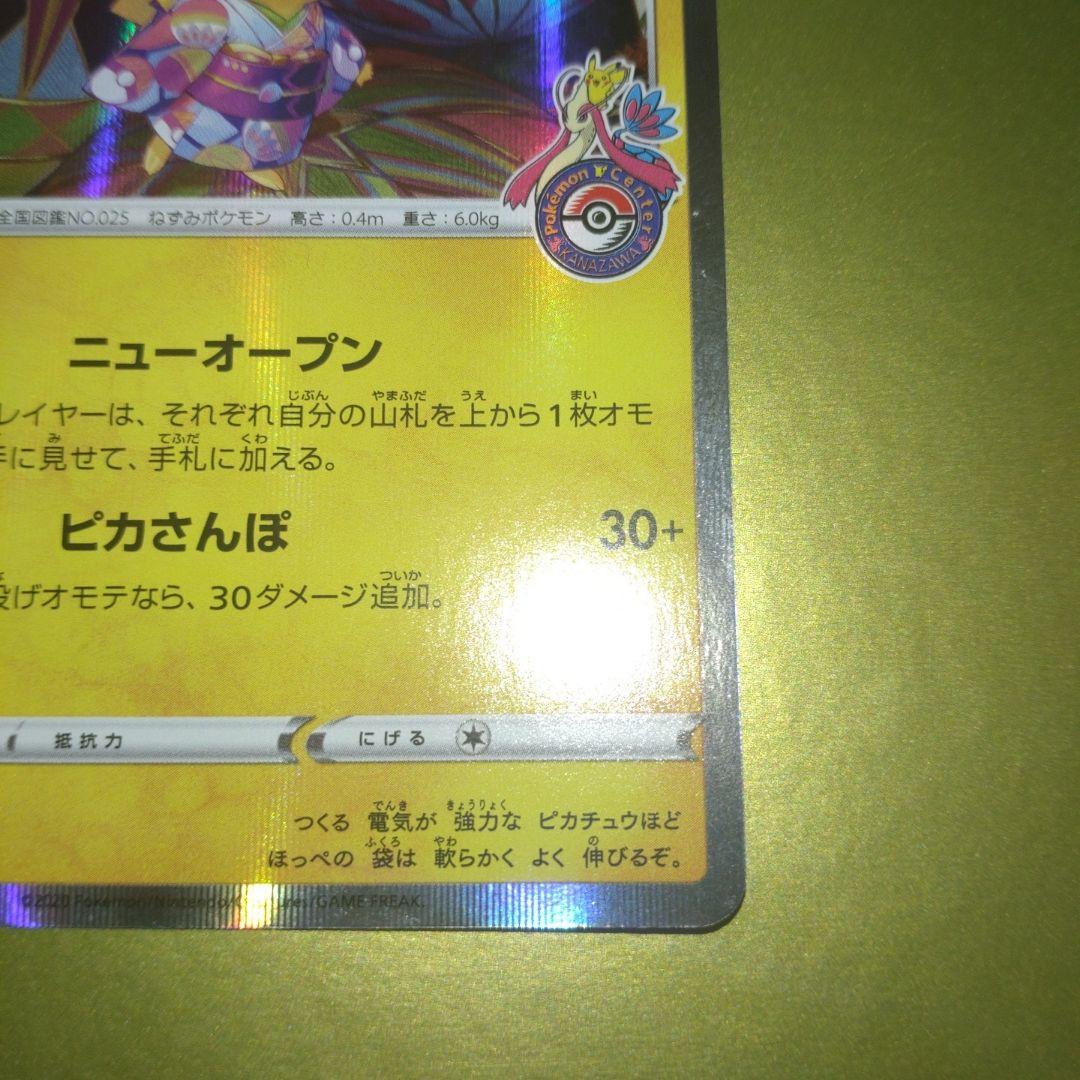 全国図鑑NO.025 ねずみポケモン 高さ:0.4m 重さ:6.0kg
Pokémon Center
KANAZAWA
ニューオープン
レイヤーは、それぞれ自分の山札を上から1枚オモ
に見せて、手札に加える。
ピカさんぽ 30+
投げオモテなら、30ダメージ追加。
抵抗力 にげる
つくる 電気が 強力な ピカチュウほど
ほっぺの 袋は 軟らかく よく 伸びるぞ。
©2020 Pokémon/Nintendo/Creatures/GAME FREAK.